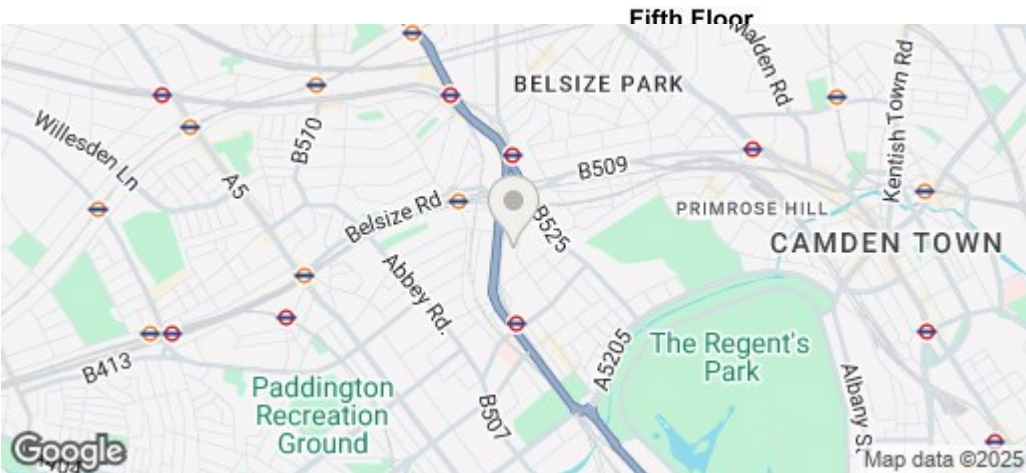 Fifth Floor
Malden Rd
BELSIZE PARK
Kentish Town Rd
Willesden Ln
B510
B509
A5
Belsize Rd
B525
PRIMROSE HILL
CAMDEN TOWN
Abbey Rd.
The Regent's
Park
A5205
B413
Albany S
Paddington
Recreation
Ground
B507
Google
Map data ©2025